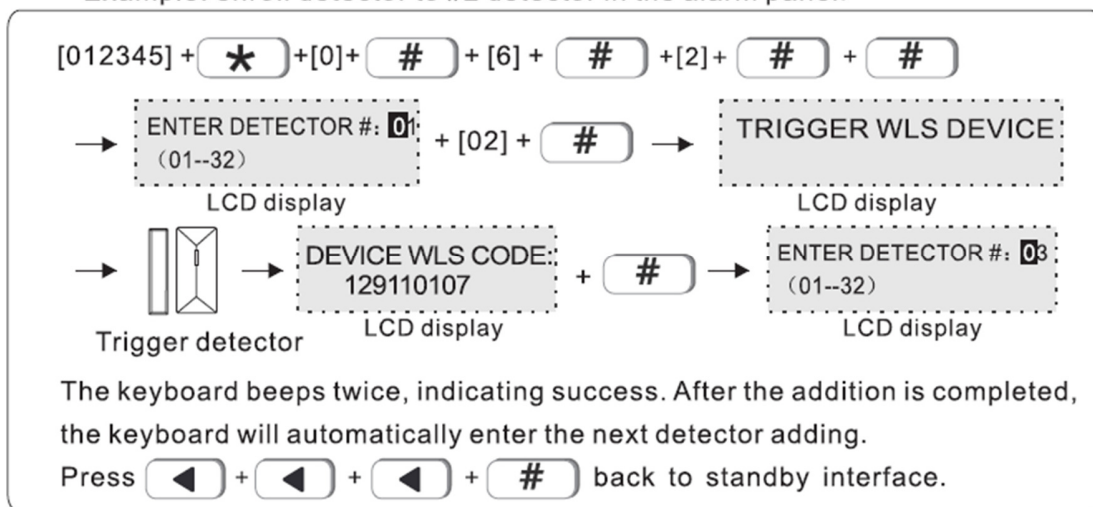 [012345] + * +[0]+ # + [6] + # +[2]+ # + #
ENTER DETECTOR #: 01 + [02] + # TRIGGER WLS DEVICE
(01--32)
LCD display LCD display
DEVICE WLS CODE: + # ENTER DETECTOR #: 03
129110107 (01--32)
Trigger detector LCD display LCD display
The keyboard beeps twice, indicating success. After the addition is completed,
the keyboard will automatically enter the next detector adding.
Press ◀ + ◀ + ◀ + # back to standby interface.